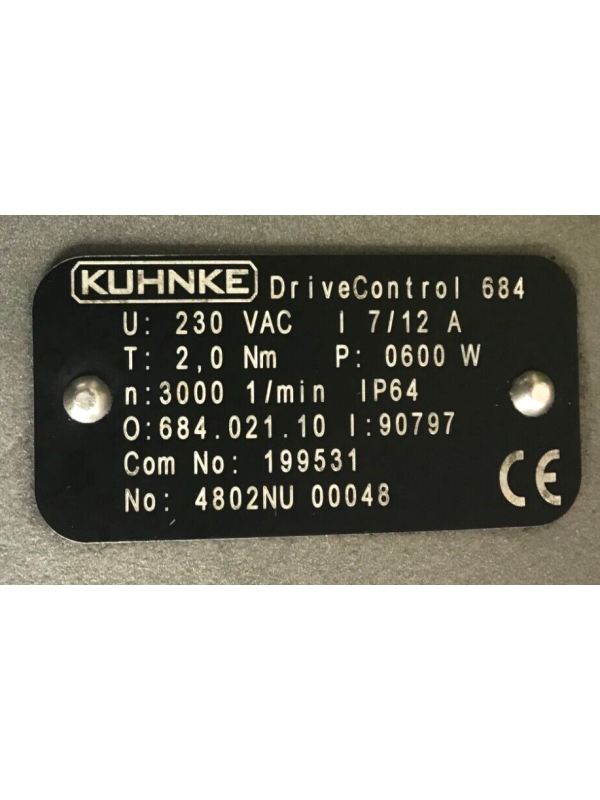 KUHNKE DriveControl 684
U: 230 VAC I 7/12 A
T: 2,0 Nm P: 0600 W
n:3000 1/min IP64
O:684.021.10 I:90797
Com No: 199531
No: 4802NU 00048
CE